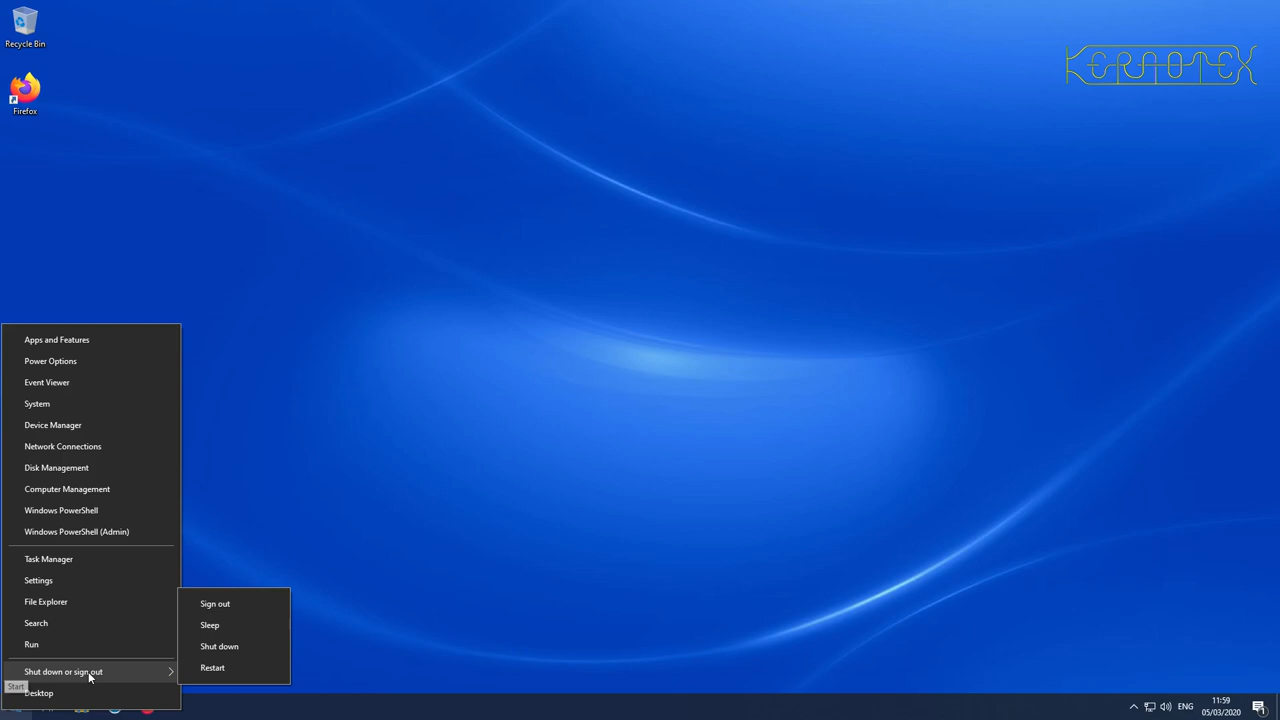 Recycle Bin
Firefox
KERNOTEX
Apps and Features
Power Options
Event Viewer
System
Device Manager
Network Connections
Disk Management
Computer Management
Windows PowerShell
Windows PowerShell (Admin)
Task Manager
Settings
File Explorer
Search
Run
Shut down or sign out
Desktop
Start
Sign out
Sleep
Shut down
Restart
ENG
11:59
05/03/2020
1